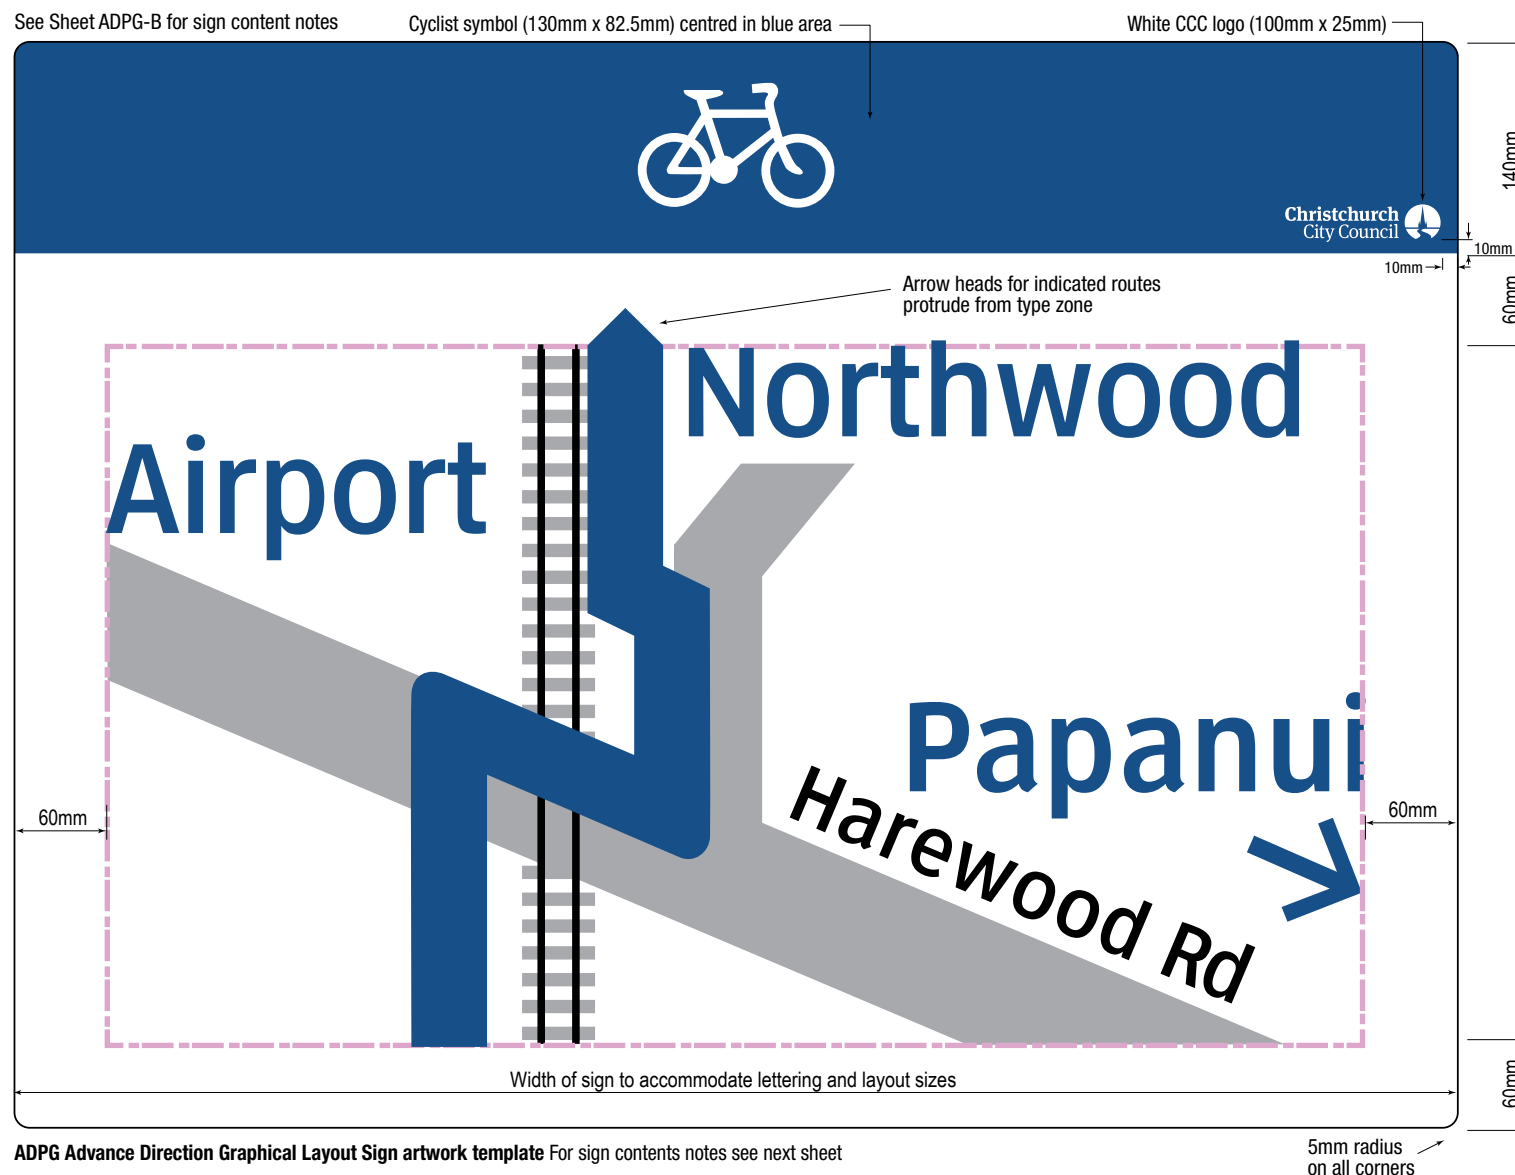 See Sheet ADPG-B for sign content notes
Cyclist symbol (130mm x 82.5mm) centred in blue area
White CCC logo (100mm x 25mm)
140mm
Christchurch
City Council
10mm
10mm
60mm
Arrow heads for indicated routes
protrude from type zone
Northwood
Airport
Papanui
Harewood Rd
60mm
60mm
Width of sign to accommodate lettering and layout sizes
60mm
ADPG Advance Direction Graphical Layout Sign artwork template For sign contents notes see next sheet
5mm radius
on all corners